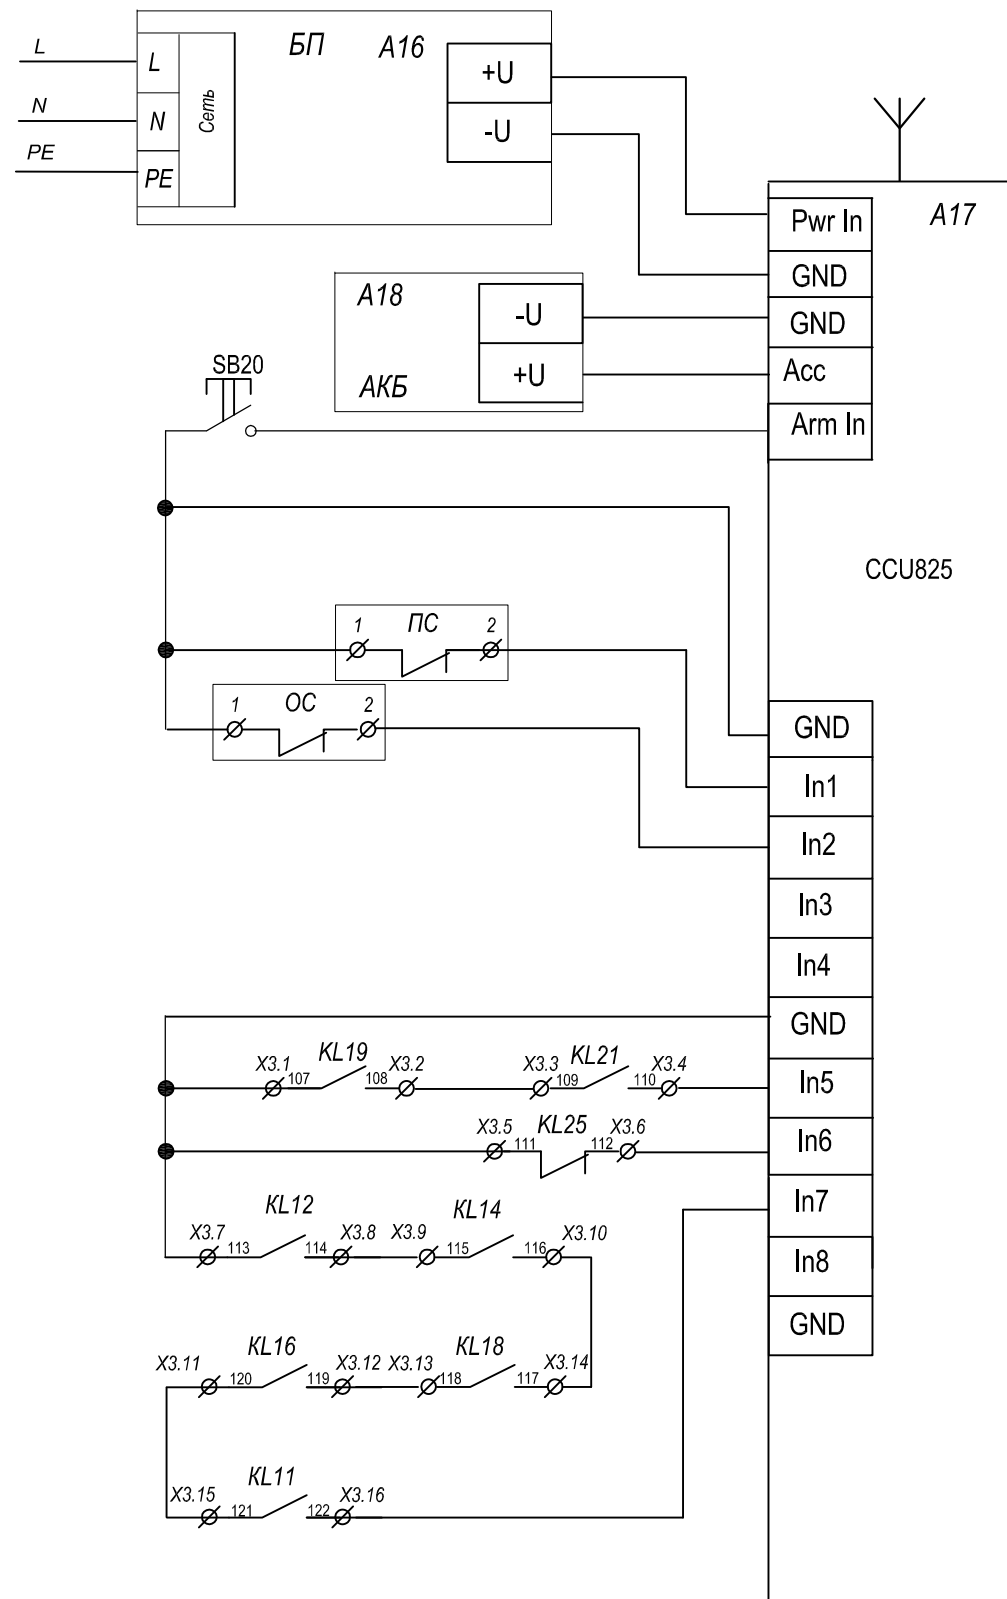 L
N
PE
L
N
PE
Сеть
БП
А16
+U
-U
А17
Pwr In
GND
GND
Acc
Arm In
А18
-U
+U
АКБ
SB20
CCU825
1
ПС
2
1
ОС
2
GND
In1
In2
In3
In4
GND
In5
In6
In7
In8
GND
X3.1
107
KL19
108
X3.2
X3.3
109
KL21
110
X3.4
X3.5
111
KL25
112
X3.6
X3.7
113
KL12
114
X3.8
X3.9
115
KL14
116
X3.10
X3.11
120
KL16
119
X3.12
X3.13
118
KL18
117
X3.14
X3.15
121
KL11
122
X3.16